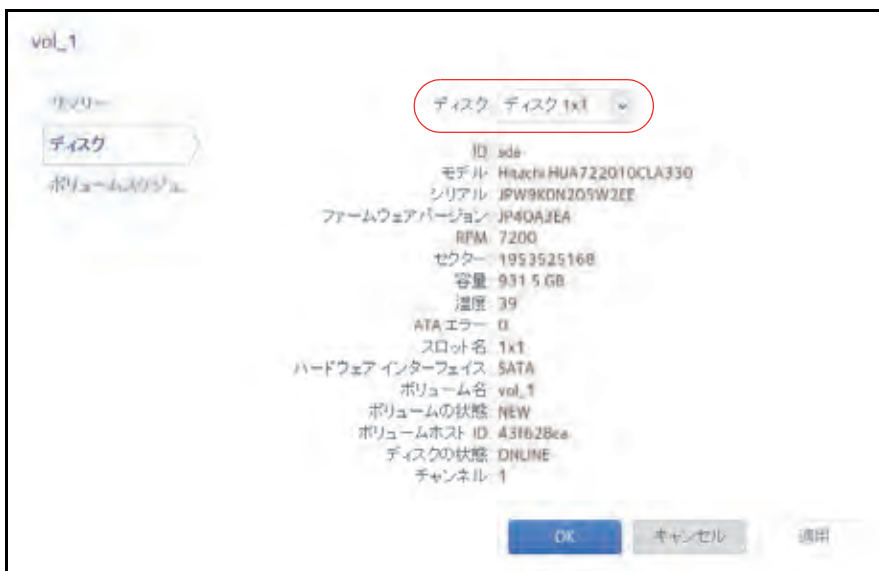 vol_1
サマリー
ディスク
ボリュームスケジュ...
ディスク ディスク 1x1
ID sde
モデル Hitachi HUA722010CLA330
シリアル JPW9K0N20SW2EE
ファームウェアバージョン JP4OA3EA
RPM 7200
セクター 1953525168
容量 931.5 GB
温度 39
ATA エラー 0
スロット名 1x1
ハードウェア インターフェイス SATA
ボリューム名 vol_1
ボリュームの状態 NEW
ボリュームホスト ID 43f628ea
ディスクの状態 ONLINE
チャンネル 1
OK キャンセル 適用